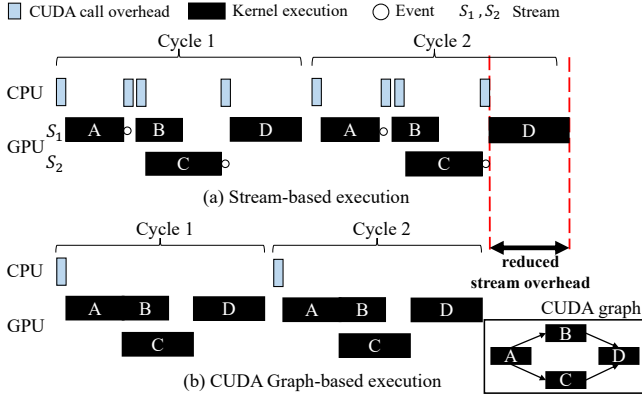 CUDA call overhead Kernel execution Event S₁, S₂ Stream
Cycle 1 Cycle 2
CPU
S₁ A B D A B D
GPU
S₂ C C
(a) Stream-based execution
Cycle 1 Cycle 2
CPU
reduced
stream overhead
GPU A B D A B D
C C
CUDA graph
B
A D
C
(b) CUDA Graph-based execution